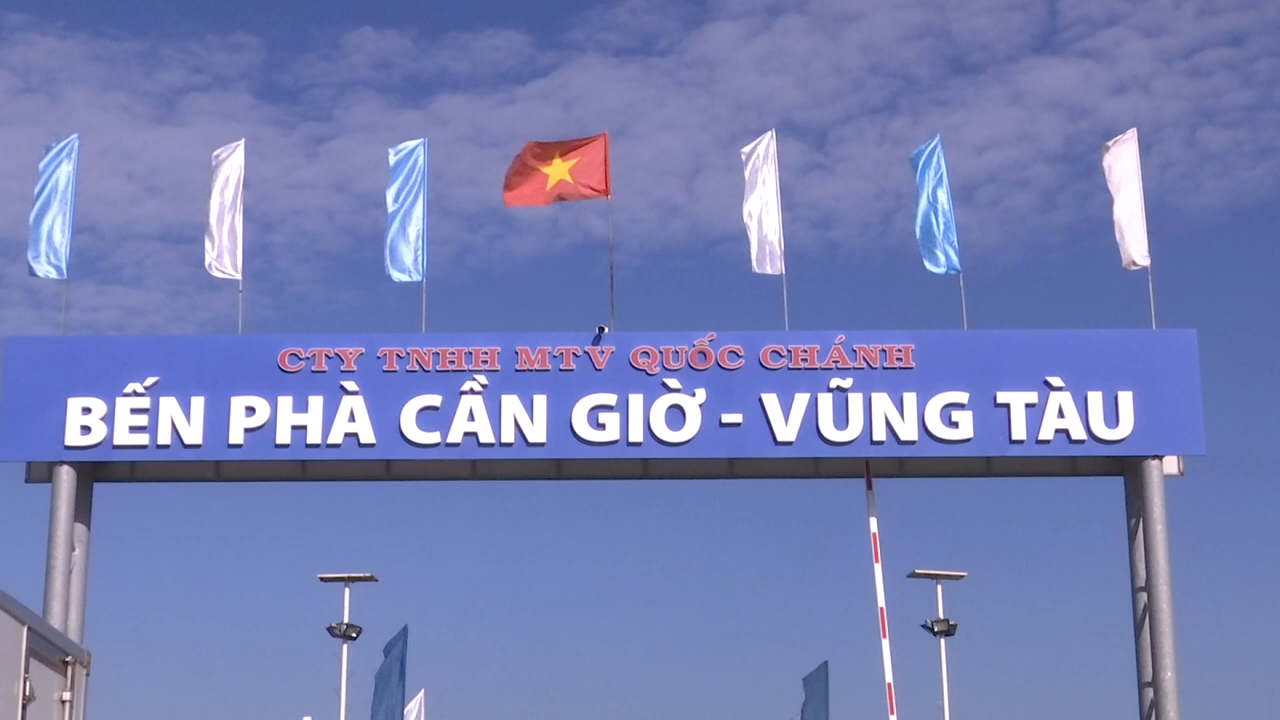 CTY TNHH MTV QUỐC CHÁNH
BẾN PHÀ CẦN GIỜ - VŨNG TÀU